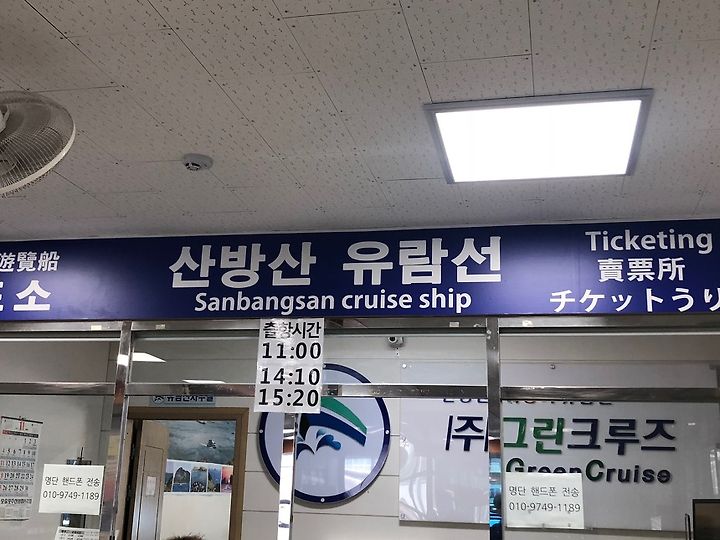 遊覽船
소
산방산 유람선
Sanbangsan cruise ship
Ticketing
賣票所
チケットうり
출항시간
11:00
14:10
15:20
(주)그린크루즈
GreenCruise
명단 핸드폰 전송
010-9749-1189
명단 핸드폰 전송
010-9749-1189
11